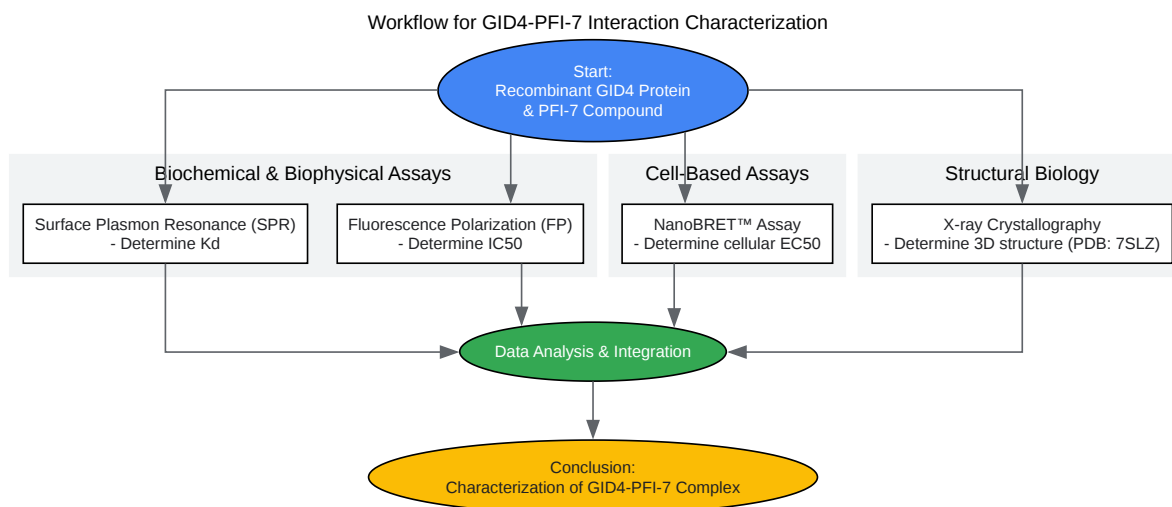 Workflow for GID4-PFI-7 Interaction Characterization
Start:
Recombinant GID4 Protein
& PFI-7 Compound
Biochemical & Biophysical Assays
Cell-Based Assays
Structural Biology
Surface Plasmon Resonance (SPR)
- Determine Kd
Fluorescence Polarization (FP)
- Determine IC50
NanoBRET™ Assay
- Determine cellular EC50
X-ray Crystallography
- Determine 3D structure (PDB: 7SLZ)
Data Analysis & Integration
Conclusion:
Characterization of GID4-PFI-7 Complex